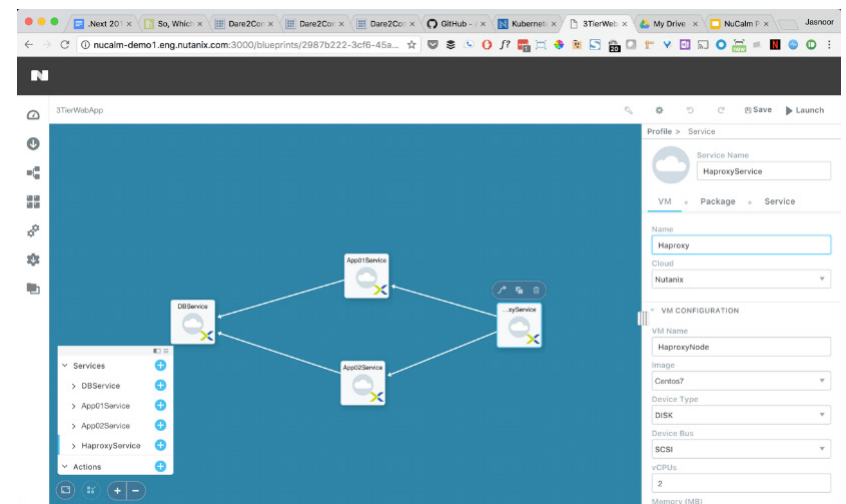 .Next 201
So, Which
Dare2Con
Dare2Con
Dare2Con
GitHub -
Kubernet
3TierWeb
My Drive
NuCalm P
Jasnoor
nucalm-demo1.eng.nutanix.com:3000/blueprints/2987b222-3cf6-45a...
3TierWebApp
Save
Launch
Profile > Service
Service Name
HaproxyService
VM
Package
Service
Name
Haproxy
Cloud
Nutanix
VM CONFIGURATION
VM Name
HaproxyNode
Image
Centos7
Device Type
DISK
Device Bus
SCSI
vCPUs
2
Memory (MB)
App01Service
DBService
...xyService
App02Service
Services
DBService
App01Service
App02Service
HaproxyService
Actions